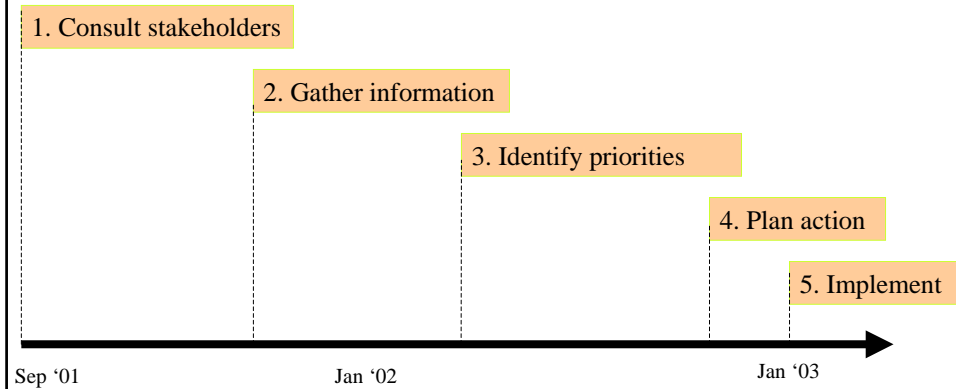 1. Consult stakeholders
2. Gather information
3. Identify priorities
4. Plan action
5. Implement
Sep ‘01
Jan ‘02
Jan ‘03